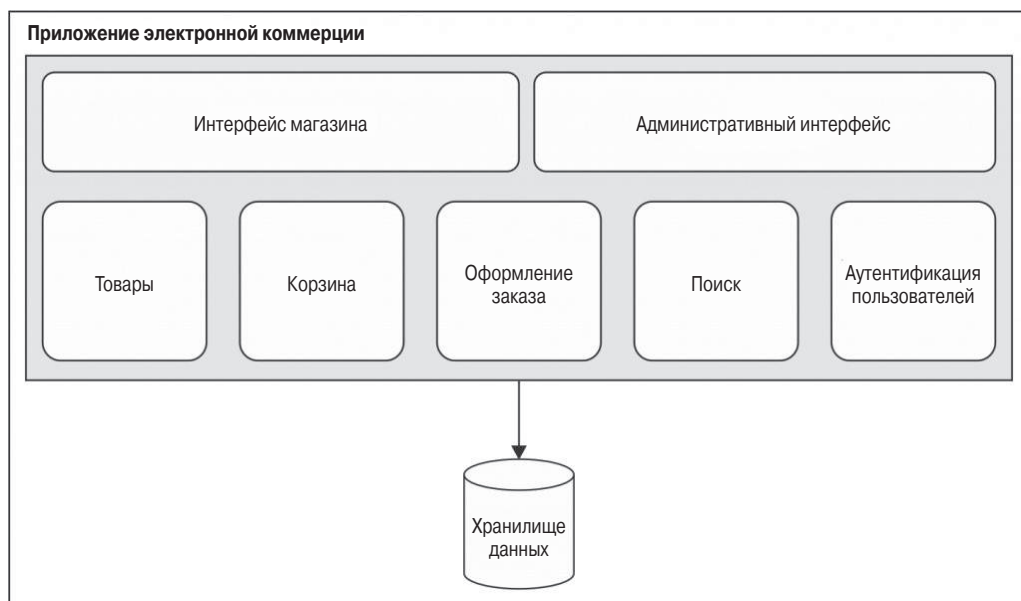 Приложение электронной коммерции
Интерфейс магазина
Административный интерфейс
Товары
Корзина
Оформление
заказа
Поиск
Аутентификация
пользователей
Хранилище
данных